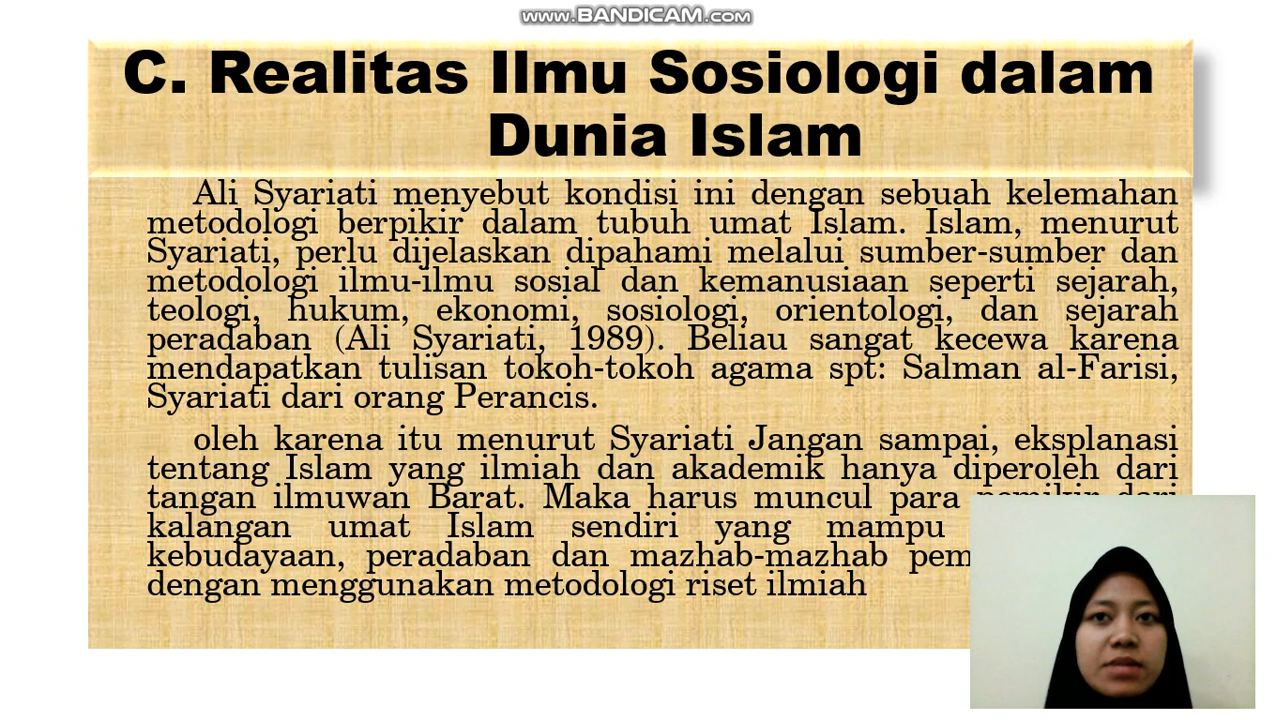 www.BANDICAM.com
C. Realitas Ilmu Sosiologi dalam
Dunia Islam
Ali Syariati menyebut kondisi ini dengan sebuah kelemahan
metodologi berpikir dalam tubuh umat Islam. Islam, menurut
Syariati, perlu dijelaskan dipahami melalui sumber-sumber dan
metodologi ilmu-ilmu sosial dan kemanusiaan seperti sejarah,
teologi, hukum, ekonomi, sosiologi, orientologi, dan sejarah
peradaban (Ali Syariati, 1989). Beliau sangat kecewa karena
mendapatkan tulisan tokoh-tokoh agama spt: Salman al-Farisi,
Syariati dari orang Perancis.
oleh karena itu menurut Syariati Jangan sampai, eksplanasi
tentang Islam yang ilmiah dan akademik hanya diperoleh dari
tangan ilmuwan Barat. Maka harus muncul para pemikir dari
kalangan umat Islam sendiri yang mampu
kebudayaan, peradaban dan mazhab-mazhab
dengan menggunakan metodologi riset ilmiah